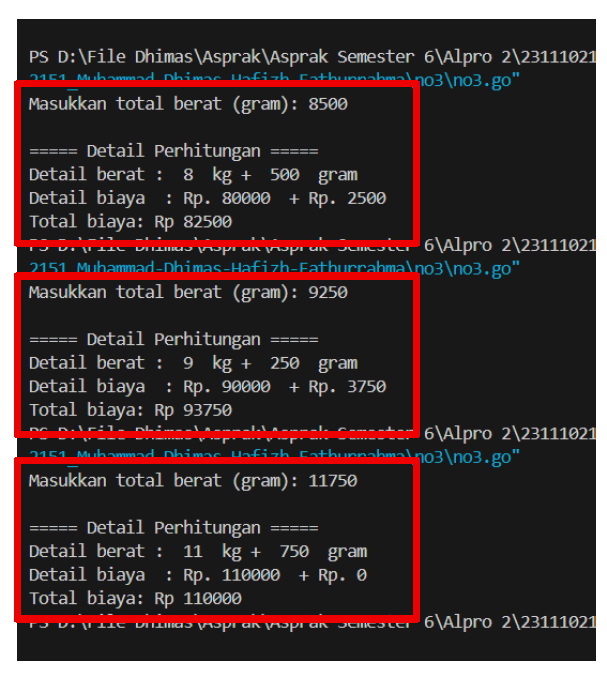 PS D:\File Dhimas\Asprak\Asprak Semester 6\Alpro 2\23111021
2151_Muhammad-Dhimas-Hafizh-Fathurrahma\no3\no3.go"
Masukkan total berat (gram): 8500
===== Detail Perhitungan =====
Detail berat :  8  kg +  500  gram
Detail biaya  : Rp. 80000  + Rp. 2500
Total biaya: Rp 82500
PS D:\File Dhimas\Asprak\Asprak Semester 6\Alpro 2\23111021
2151_Muhammad-Dhimas-Hafizh-Fathurrahma\no3\no3.go"
Masukkan total berat (gram): 9250
===== Detail Perhitungan =====
Detail berat :  9  kg +  250  gram
Detail biaya  : Rp. 90000  + Rp. 3750
Total biaya: Rp 93750
PS D:\File Dhimas\Asprak\Asprak Semester 6\Alpro 2\23111021
2151_Muhammad-Dhimas-Hafizh-Fathurrahma\no3\no3.go"
Masukkan total berat (gram): 11750
===== Detail Perhitungan =====
Detail berat :  11  kg +  750  gram
Detail biaya  : Rp. 110000  + Rp. 0
Total biaya: Rp 110000
PS D:\File Dhimas\Asprak\Asprak Semester 6\Alpro 2\23111021